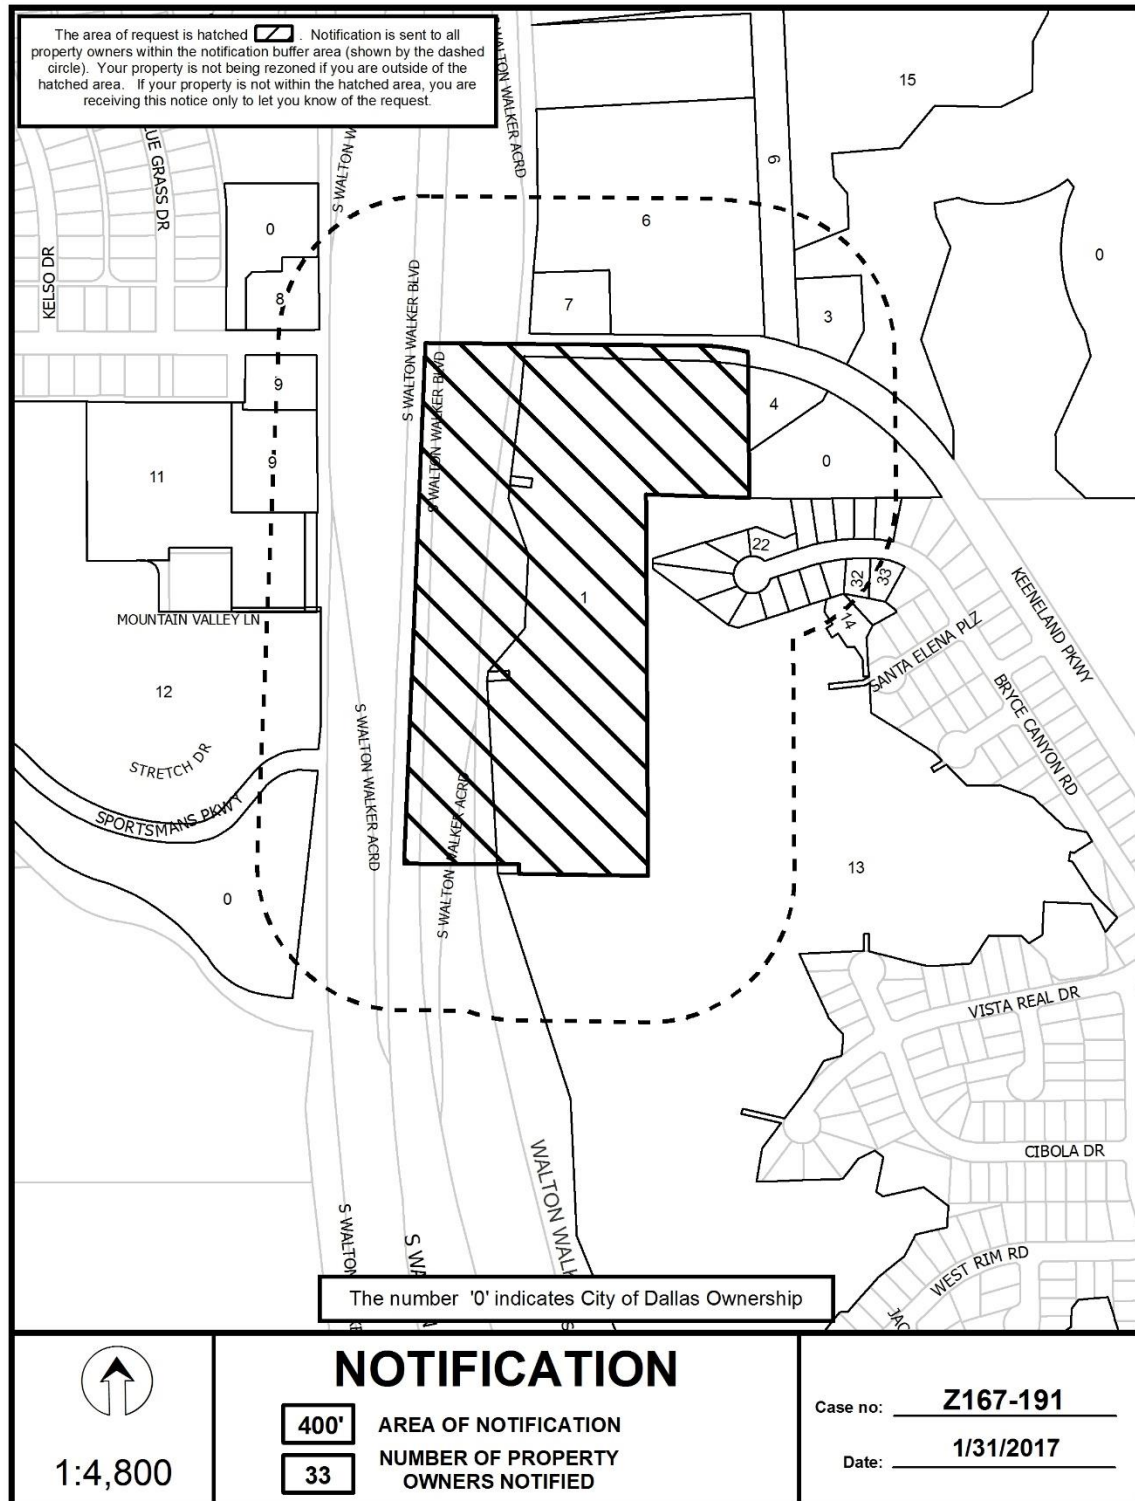 The area of request is hatched . Notification is sent to all
property owners within the notification buffer area (shown by the dashed
circle). Your property is not being rezoned if you are outside of the
hatched area. If your property is not within the hatched area, you are
receiving this notice only to let you know of the request.
S WALTON W
WALTON WALKER ACRD
15
6
UE GRASS DR
KELSO DR
0
6
0
8
S WALTON WALKER BLVD
7
3
S WALTON WALKER BLVD
9
4
9
11
0
22
32
33
1
14
MOUNTAIN VALLEY LN
KEENELAND PKWY
SANTA ELENA PLZ
BRYCE CANYON RD
12
STRETCH DR
SPORTSMANS PKWY
S WALTON WALKER ACRD
S WALTON WALKER ACRD
13
0
VISTA REAL DR
CIBOLA DR
WALTON WALK
S WALTON
WEST RIM RD
The number '0' indicates City of Dallas Ownership
1:4,800
NOTIFICATION
400' AREA OF NOTIFICATION
33 NUMBER OF PROPERTY
OWNERS NOTIFIED
Case no: Z167-191
Date: 1/31/2017